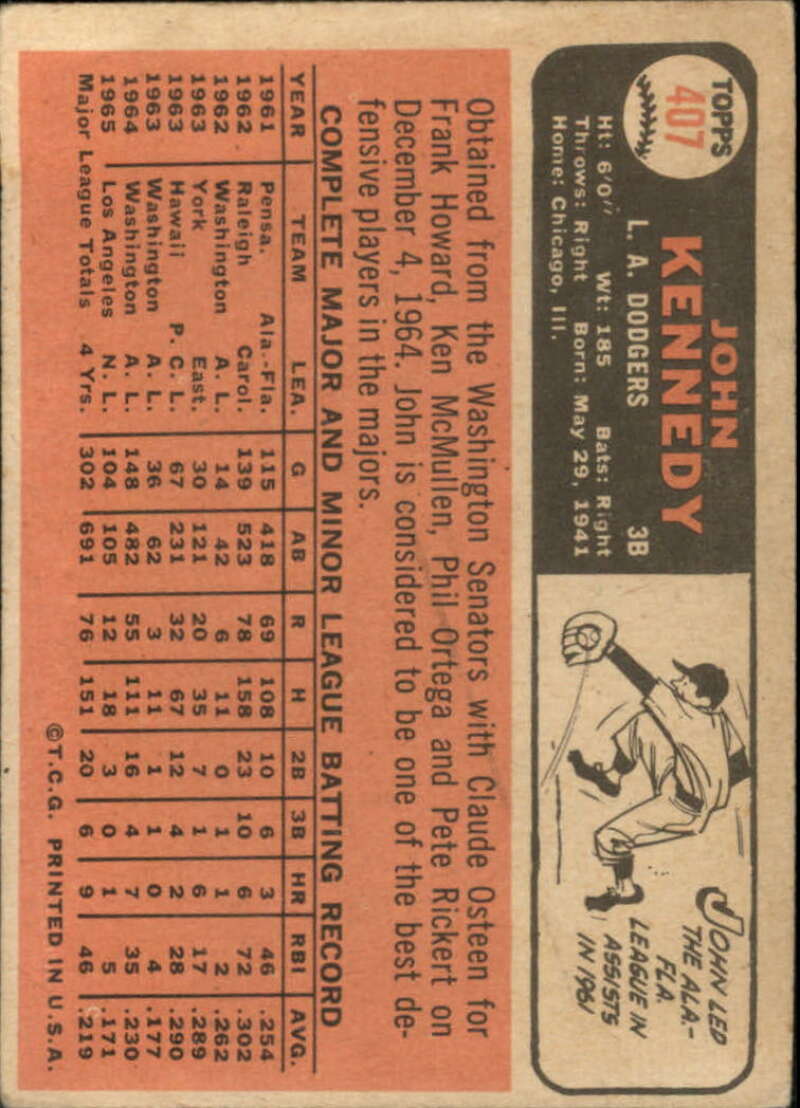 TOPPS
407
JOHN
KENNEDY
L. A. DODGERS 3B
Ht: 6'0" Wt: 185 Bats: Right
Throws: Right Born: May 29, 1941
Home: Chicago, Ill.
JOHN LED
THE ALA.-
FLA.
LEAGUE IN
ASSISTS
IN 1961
Obtained from the Washington Senators with Claude Osteen for
Frank Howard, Ken McMullen, Phil Ortega and Pete Rickert on
December 4, 1964. John is considered to be one of the best de-
fensive players in the majors.
COMPLETE MAJOR AND MINOR LEAGUE BATTING RECORD
YEAR TEAM LEA. G AB R H 2B 3B HR RBI AVG.
1961 Pensa. Ala.-Fla. 115 418 69 108 10 6 3 46 .254
1962 Raleigh Carol. 139 523 78 158 23 10 6 72 .302
1962 Washington A. L. 14 42 6 11 0 1 1 2 .262
1963 York East. 30 121 20 35 7 1 6 17 .289
1963 Hawaii P. C. L. 67 231 32 67 12 4 2 28 .290
1963 Washington A. L. 36 62 3 11 1 1 0 4 .177
1964 Washington A. L. 148 482 55 111 16 4 7 35 .230
1965 Los Angeles N. L. 104 105 12 18 3 0 1 5 .171
Major League Totals 4 Yrs. 302 691 76 151 20 6 9 46 .219
©T.C.G. PRINTED IN U.S.A.